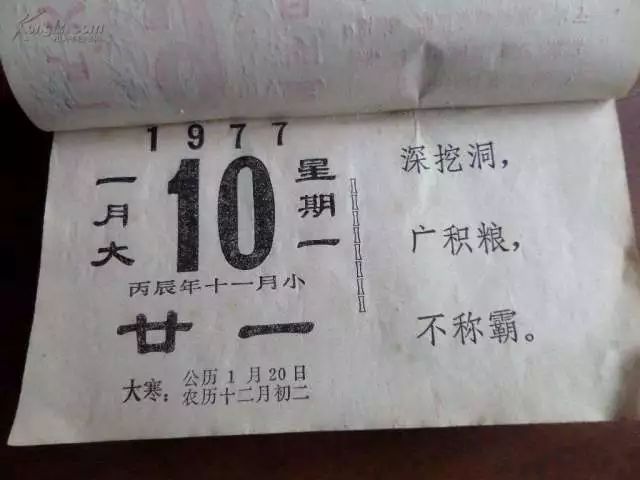 1977
一月大
10
星期一
丙辰年十一月小
廿一
大寒：
公历1月20日
农历十二月初二
深挖洞，
广积粮，
不称霸。